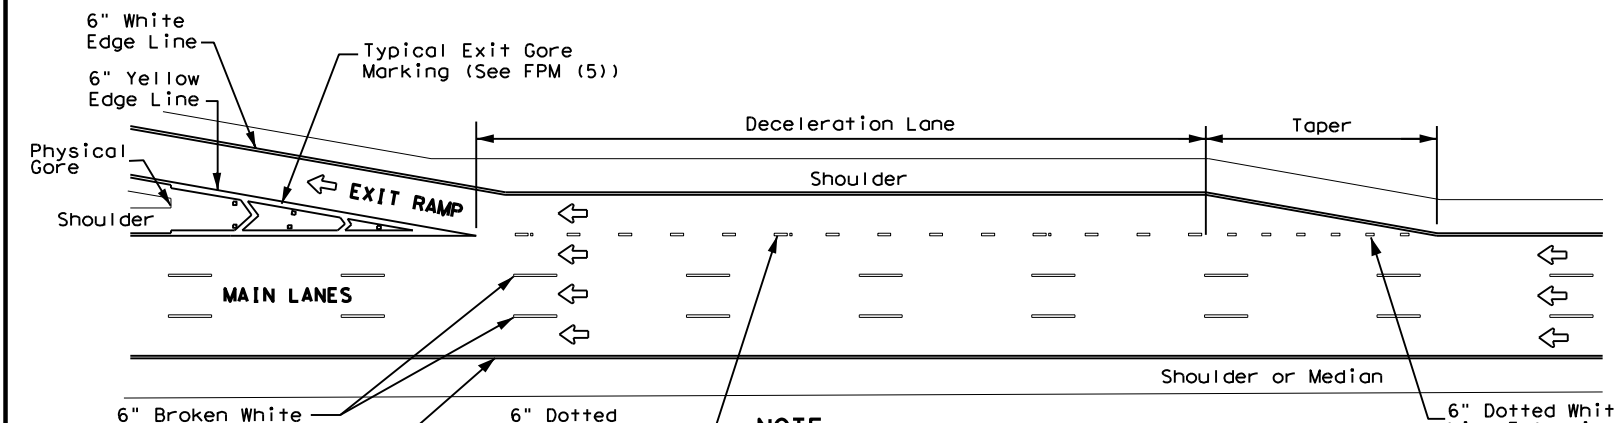 6" White
Edge Line
6" Yellow
Edge Line
Typical Exit Gore
Marking (See FPM (5))
Physical
Gore
Shoulder
EXIT RAMP
Deceleration Lane
Taper
Shoulder
MAIN LANES
Shoulder or Median
6" Broken White
6" Dotted
NOTE
6" Dotted Whit